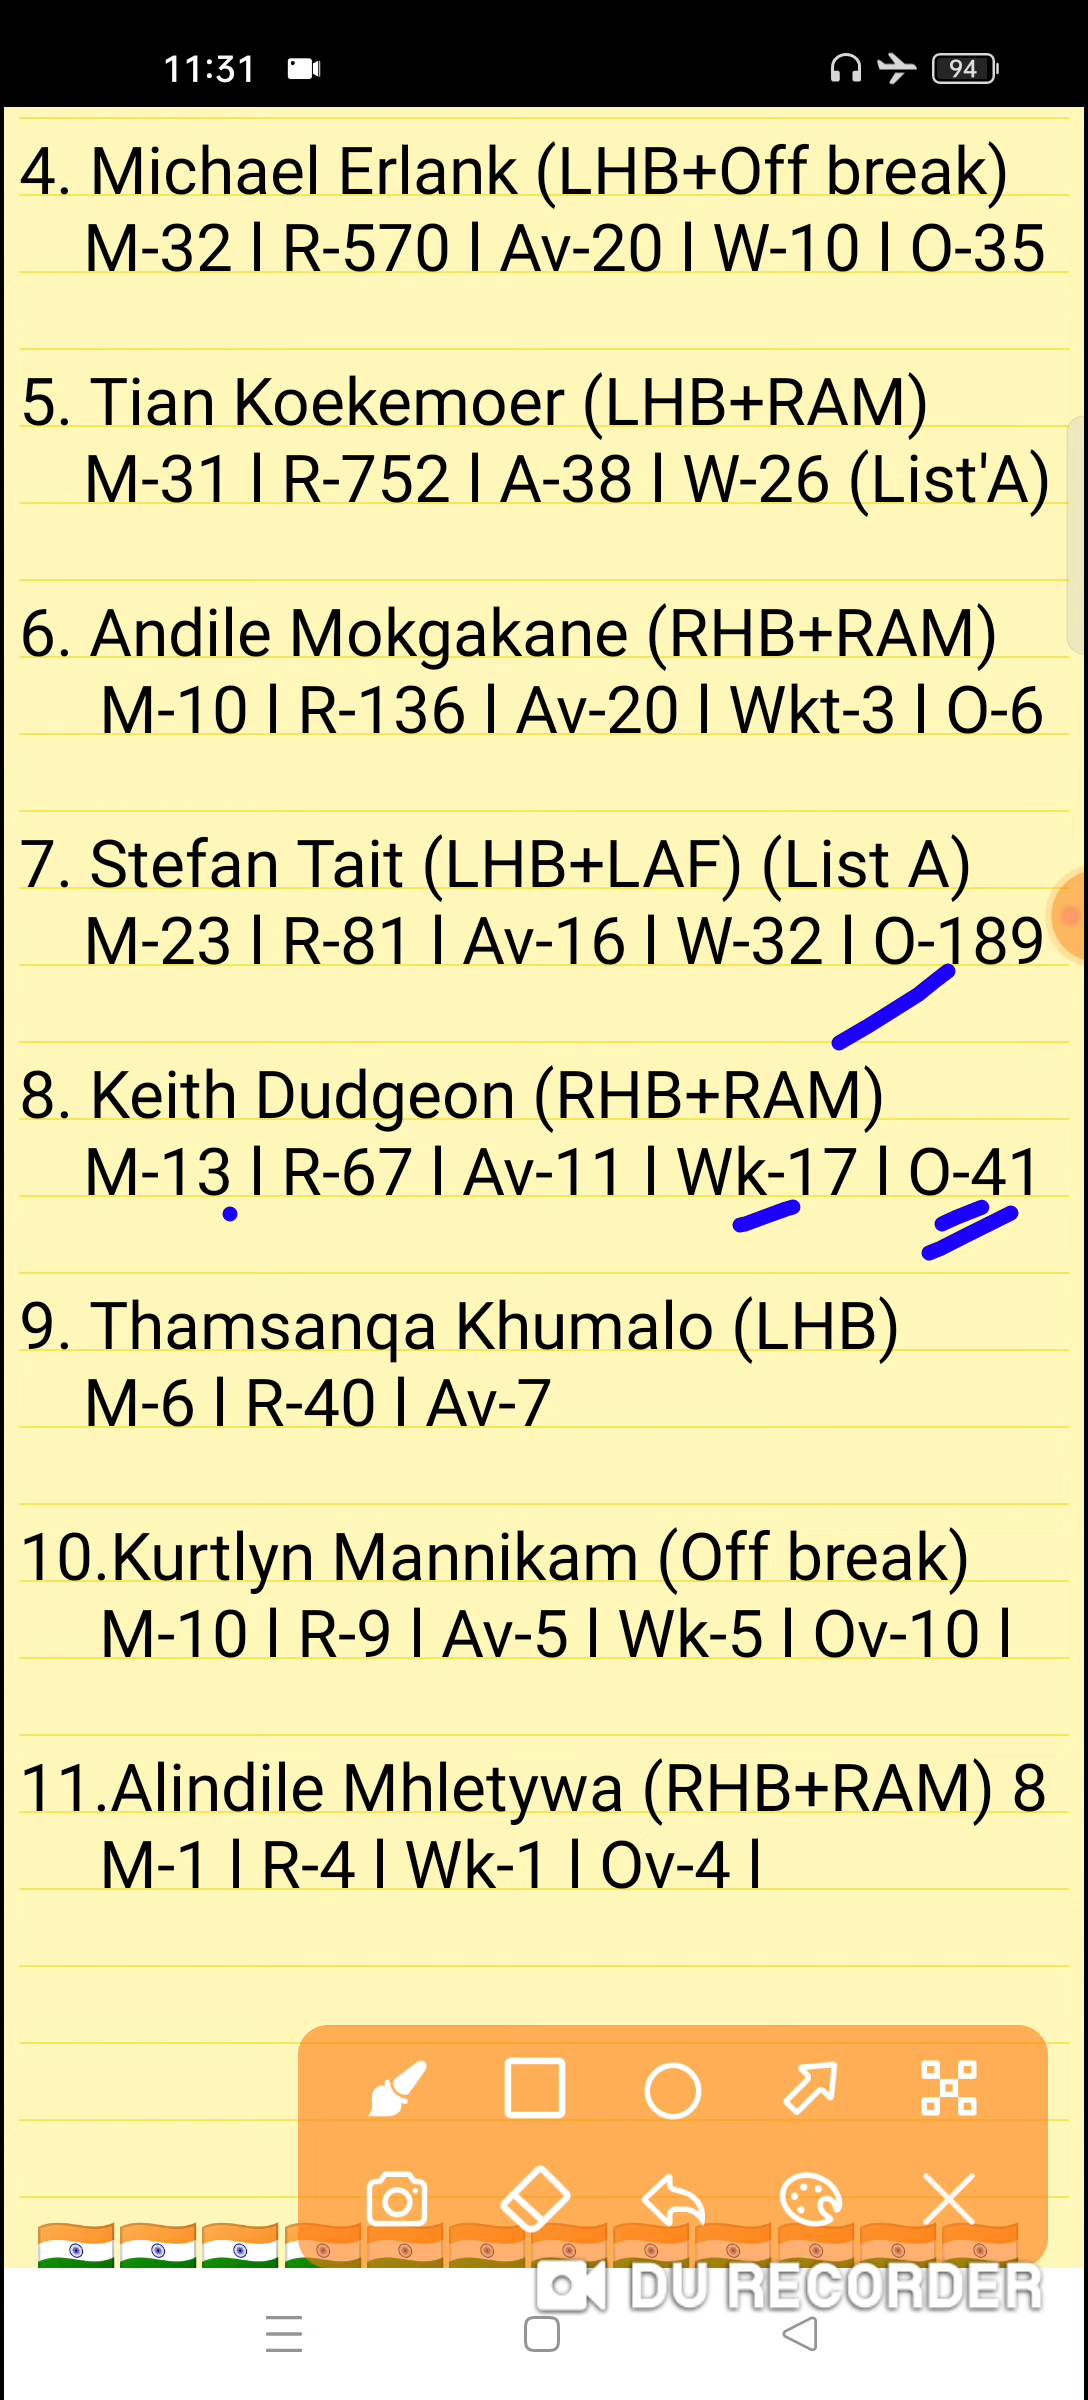 11:31 94
4. Michael Erlank (LHB+Off break)
M-32 l R-570 l Av-20 l W-10 l O-35
5. Tian Koekemoer (LHB+RAM)
M-31 l R-752 l A-38 l W-26 (List'A)
6. Andile Mokgakane (RHB+RAM)
M-10 l R-136 l Av-20 l Wkt-3 l O-6
7. Stefan Tait (LHB+LAF) (List A)
M-23 l R-81 l Av-16 l W-32 l O-189
8. Keith Dudgeon (RHB+RAM)
M-13 l R-67 l Av-11 l Wk-17 l O-41
9. Thamsanqa Khumalo (LHB)
M-6 l R-40 l Av-7
10.Kurtlyn Mannikam (Off break)
M-10 l R-9 l Av-5 l Wk-5 l Ov-10 l
11.Alindile Mhletywa (RHB+RAM) 8
M-1 l R-4 l Wk-1 l Ov-4 l
DU RECORDER